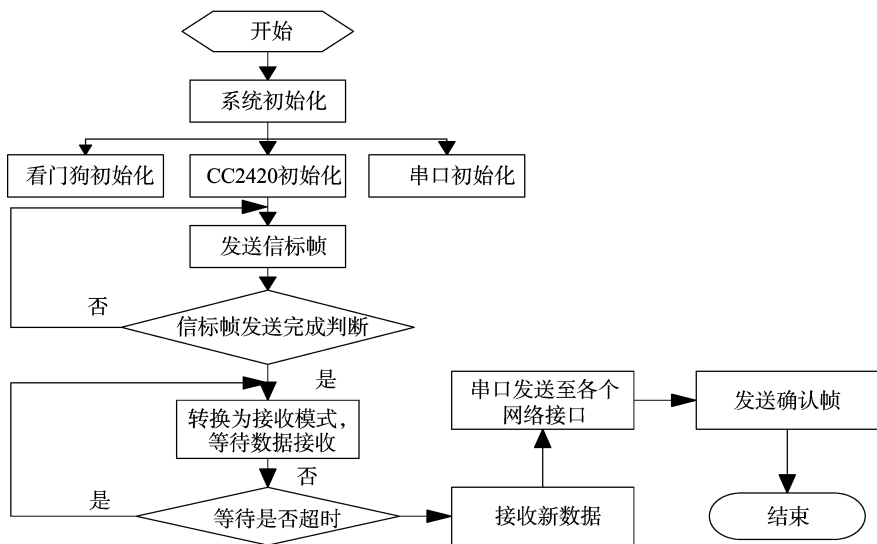 开始
系统初始化
看门狗初始化
CC2420初始化
串口初始化
发送信标帧
否
信标帧发送完成判断
是
转换为接收模式，
等待数据接收
否
是
等待是否超时
接收新数据
串口发送至各个
网络接口
发送确认帧
结束